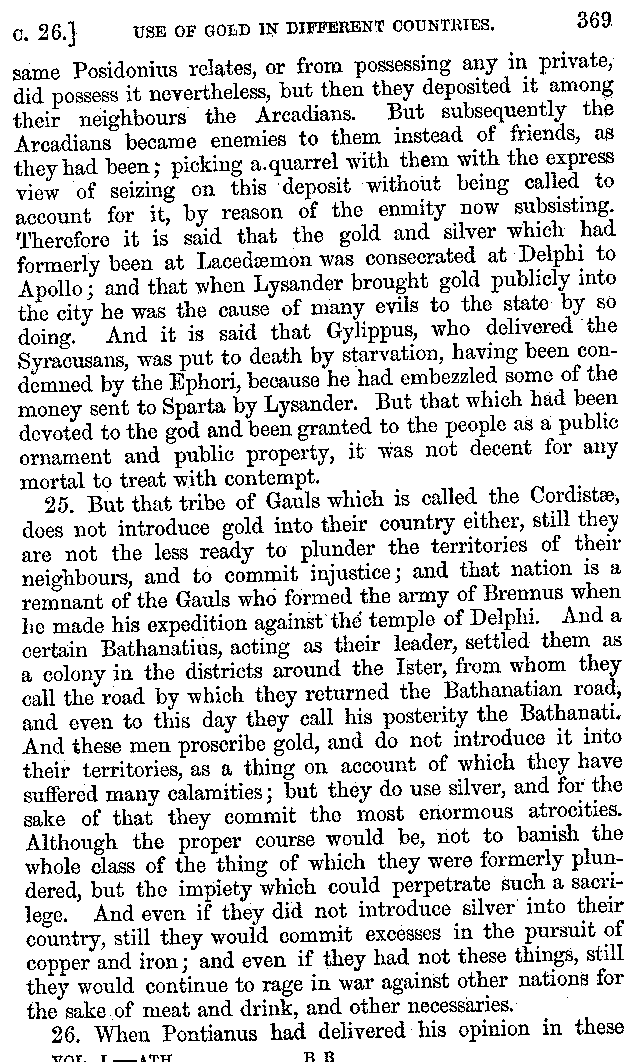 C. 26.] USE OF GOLD IN DIFFERENT COUNTRIES. 369
same Posidonius relates, or from possessing any in private,
did possess it nevertheless, but then they deposited it among
their neighbours the Arcadians. But subsequently the
Arcadians became enemies to them instead of friends, as
they had been; picking a quarrel with them with the express
view of seizing on this deposit without being called to
account for it, by reason of the enmity now subsisting.
Therefore it is said that the gold and silver which had
formerly been at Lacedæmon was consecrated at Delphi to
Apollo; and that when Lysander brought gold publicly into
the city he was the cause of many evils to the state by so
doing. And it is said that Gylippus, who delivered the
Syracusans, was put to death by starvation, having been con-
demned by the Ephori, because he had embezzled some of the
money sent to Sparta by Lysander. But that which had been
devoted to the god and been granted to the people as a public
ornament and public property, it was not decent for any
mortal to treat with contempt.
25. But that tribe of Gauls which is called the Cordistæ,
does not introduce gold into their country either, still they
are not the less ready to plunder the territories of their
neighbours, and to commit injustice; and that nation is a
remnant of the Gauls who formed the army of Brennus when
he made his expedition against the temple of Delphi. And a
certain Bathanatius, acting as their leader, settled them as
a colony in the districts around the Ister, from whom they
call the road by which they returned the Bathanatian road,
and even to this day they call his posterity the Bathanati.
And these men proscribe gold, and do not introduce it into
their territories, as a thing on account of which they have
suffered many calamities; but they do use silver, and for the
sake of that they commit the most enormous atrocities.
Although the proper course would be, not to banish the
whole class of the thing of which they were formerly plun-
dered, but the impiety which could perpetrate such a sacri-
lege. And even if they did not introduce silver into their
country, still they would commit excesses in the pursuit of
copper and iron; and even if they had not these things, still
they would continue to rage in war against other nations for
the sake of meat and drink, and other necessaries.
26. When Pontianus had delivered his opinion in these
VOL. I.—ATH. B B